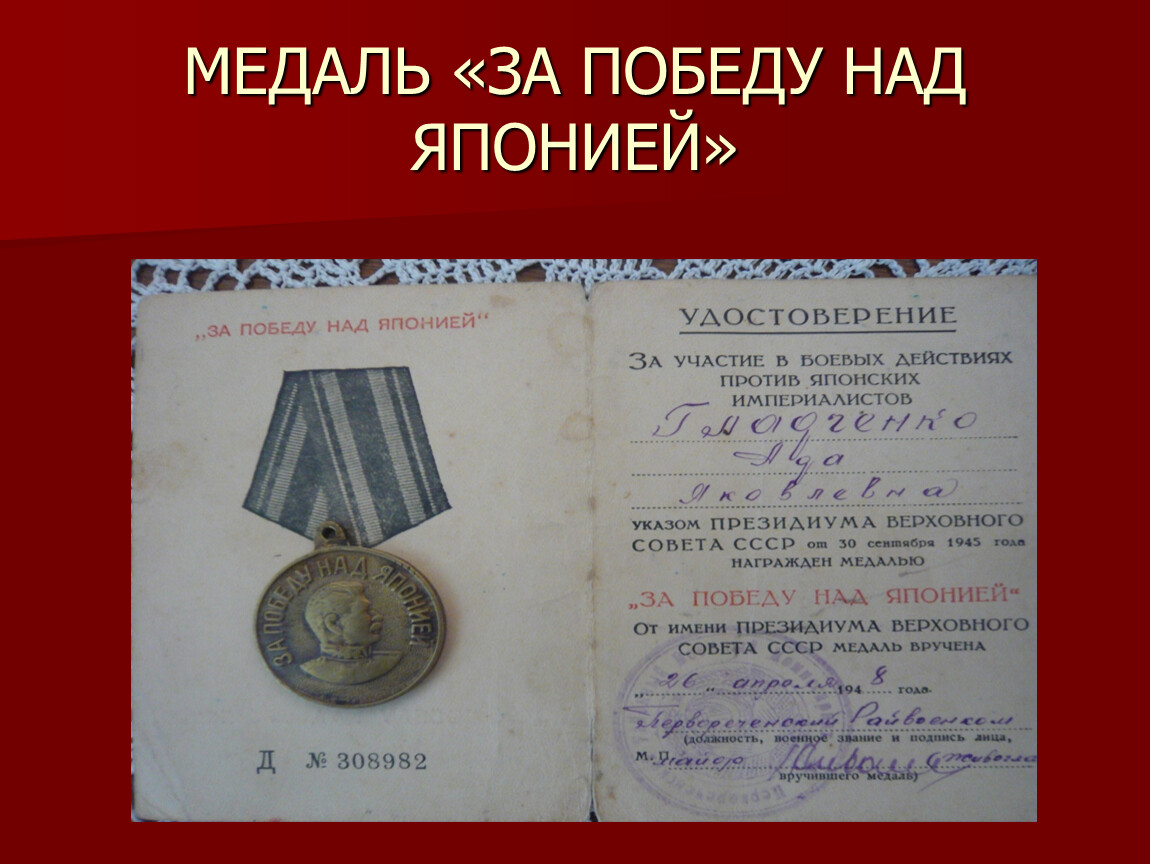 МЕДАЛЬ «ЗА ПОБЕДУ НАД
ЯПОНИЕЙ»
„ЗА ПОБЕДУ НАД ЯПОНИЕЙ“
ЗА ПОБЕДУ НАД ЯПОНИЕЙ
Д № 308982
УДОСТОВЕРЕНИЕ
ЗА УЧАСТИЕ В БОЕВЫХ ДЕЙСТВИЯХ
ПРОТИВ ЯПОНСКИХ
ИМПЕРИАЛИСТОВ
Гладченко
Ада
Яковлевна
УКАЗОМ ПРЕЗИДИУМА ВЕРХОВНОГО
СОВЕТА СССР от 30 сентября 1945 года
НАГРАЖДЕН МЕДАЛЬЮ
„ЗА ПОБЕДУ НАД ЯПОНИЕЙ“
ОТ ИМЕНИ ПРЕЗИДИУМА ВЕРХОВНОГО
СОВЕТА СССР МЕДАЛЬ ВРУЧЕНА
„26“ апреля 1948 года
Первореченский Райвоенком
(должность, военное звание и подпись лица,
М. П. майор
вручившего медаль)